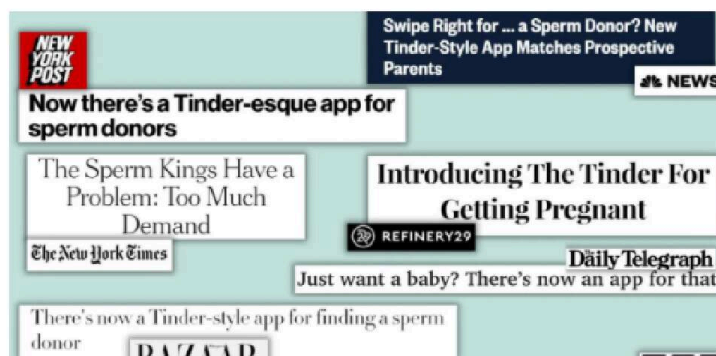 NEW
YORK
POST
Swipe Right for ... a Sperm Donor? New
Tinder-Style App Matches Prospective
Parents
NEWS
Now there's a Tinder-esque app for
sperm donors
The Sperm Kings Have a
Problem: Too Much
Demand
The New York Times
Introducing The Tinder For
Getting Pregnant
29 REFINERY29
Daily Telegraph
Just want a baby? There's now an app for that
There's now a Tinder-style app for finding a sperm
donor
BAZAAR